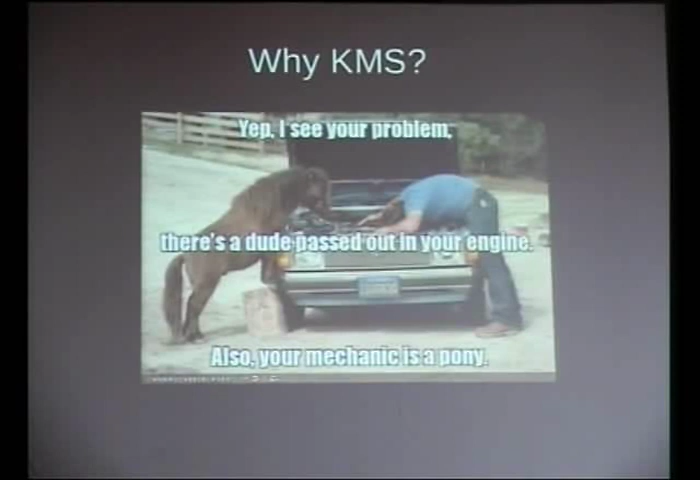 Why KMS?
Yep, I see your problem,
there's a dude passed out in your engine.
Also, your mechanic is a pony.